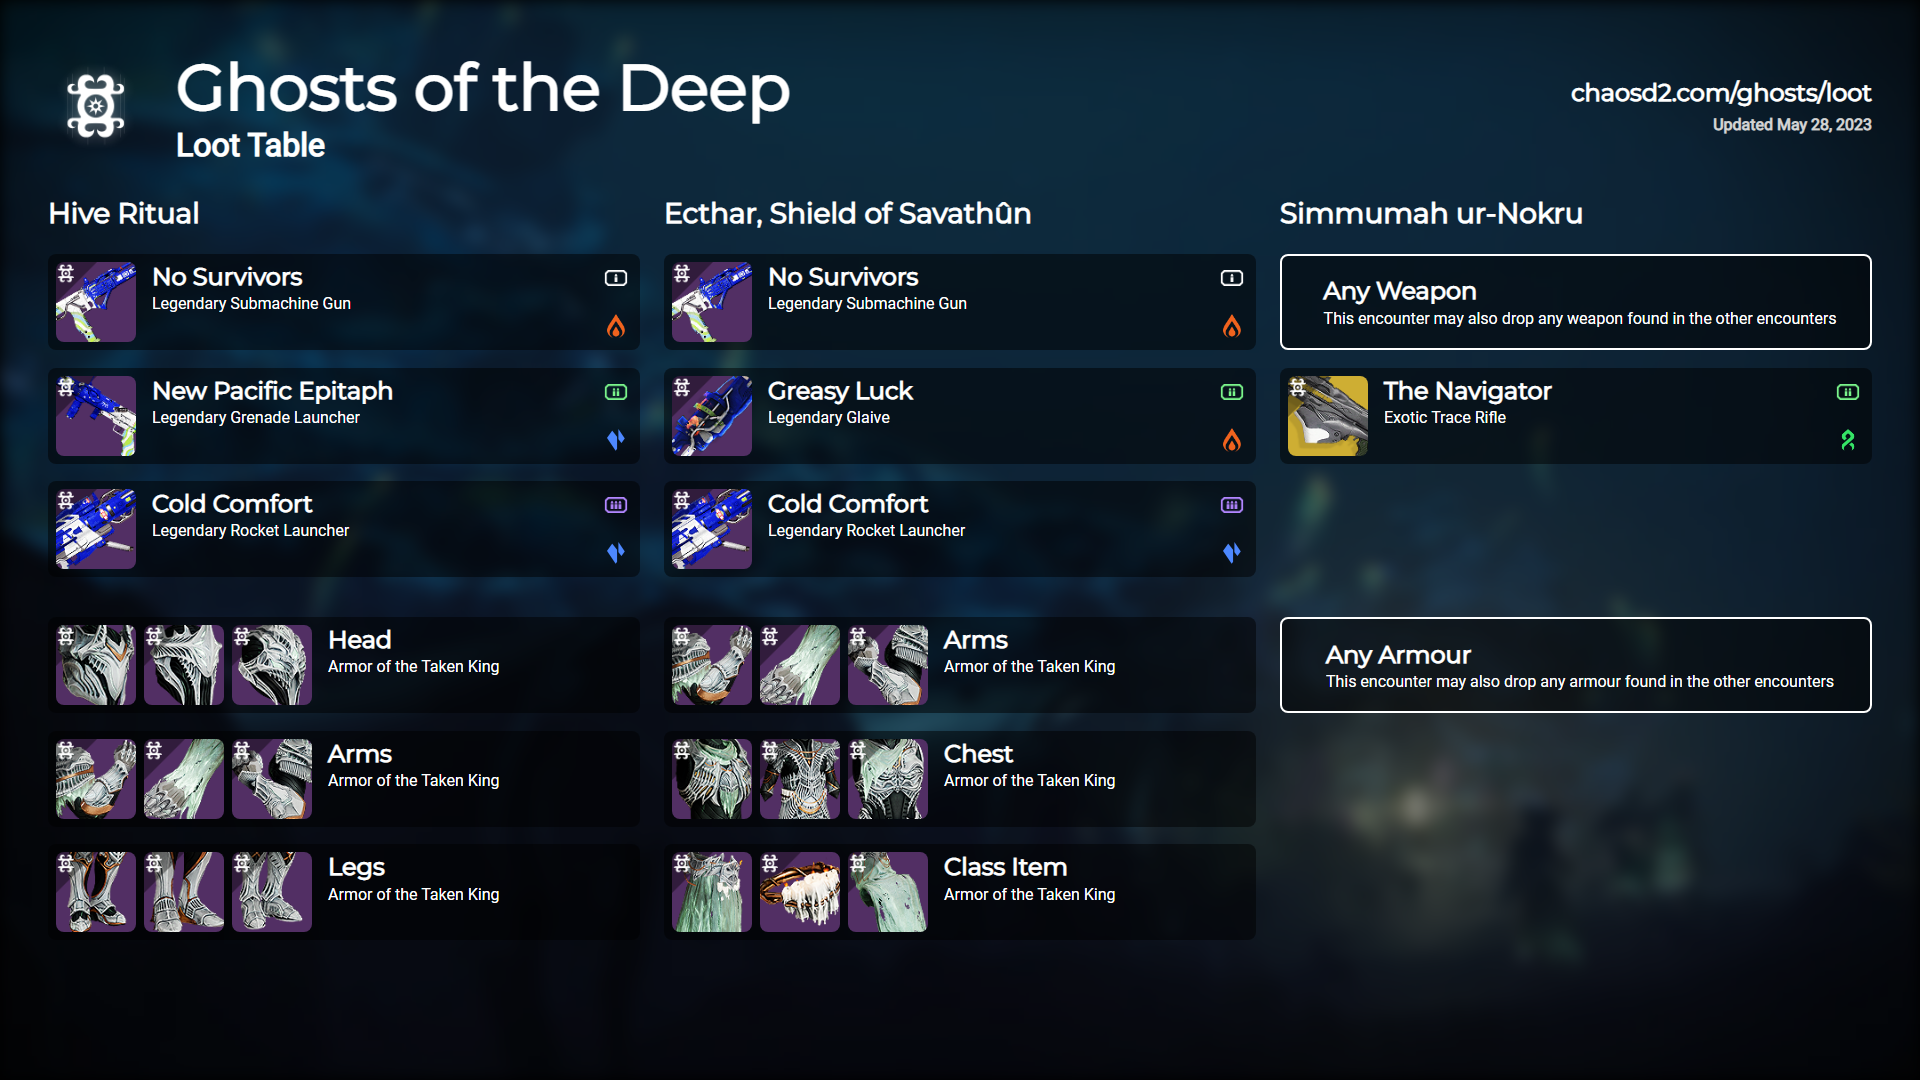 Ghosts of the Deep
Loot Table
chaosd2.com/ghosts/loot
Updated May 28, 2023
Hive Ritual
No Survivors
Legendary Submachine Gun
New Pacific Epitaph
Legendary Grenade Launcher
Cold Comfort
Legendary Rocket Launcher
Head
Armor of the Taken King
Arms
Armor of the Taken King
Legs
Armor of the Taken King
Ecthar, Shield of Savathûn
No Survivors
Legendary Submachine Gun
Greasy Luck
Legendary Glaive
Cold Comfort
Legendary Rocket Launcher
Arms
Armor of the Taken King
Chest
Armor of the Taken King
Class Item
Armor of the Taken King
Simmumah ur-Nokru
Any Weapon
This encounter may also drop any weapon found in the other encounters
The Navigator
Exotic Trace Rifle
Any Armour
This encounter may also drop any armour found in the other encounters